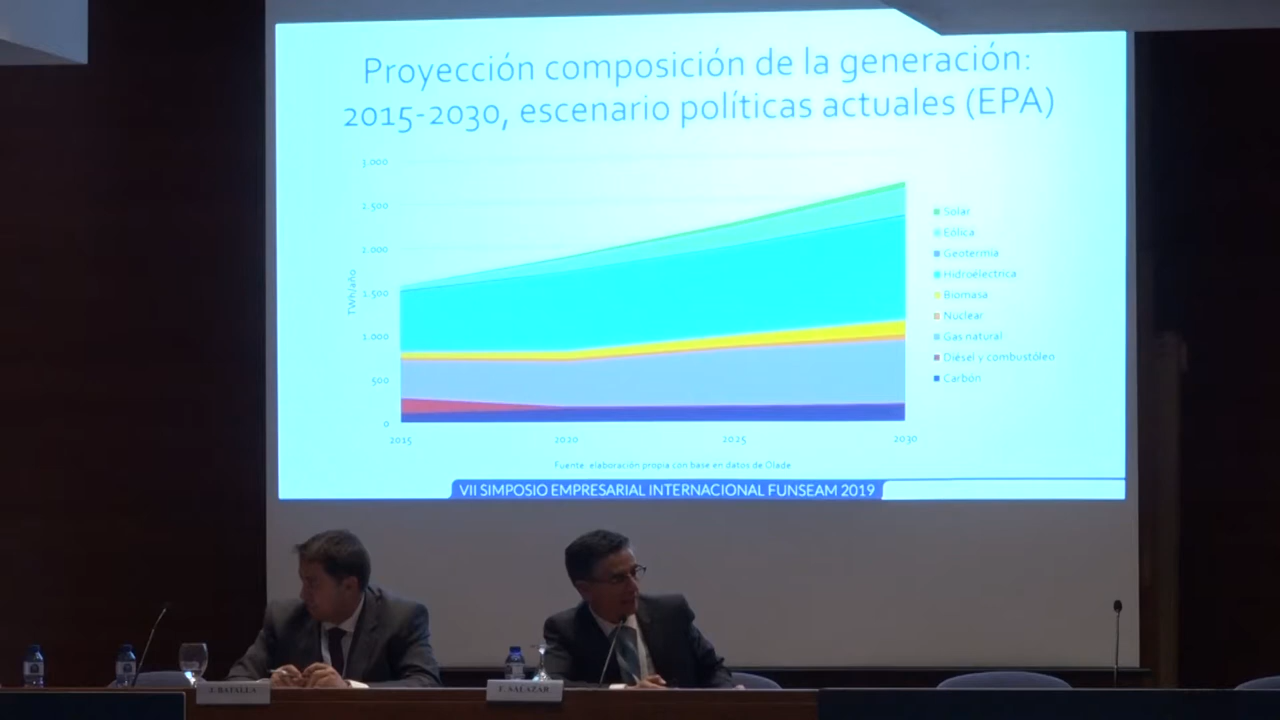 Proyección composición de la generación:
2015-2030, escenario políticas actuales (EPA)
3.000
2.500
2.000
1.500
1.000
500
0
TWh/año
2015
2020
2025
2030
Solar
Eólica
Geotermia
Hidroeléctrica
Biomasa
Nuclear
Gas natural
Diésel y combustóleo
Carbón
Fuente: elaboración propia con base en datos de Olade
VII SIMPOSIO EMPRESARIAL INTERNACIONAL FUNSEAM 2019
J. BATALLA
F. SALAZAR